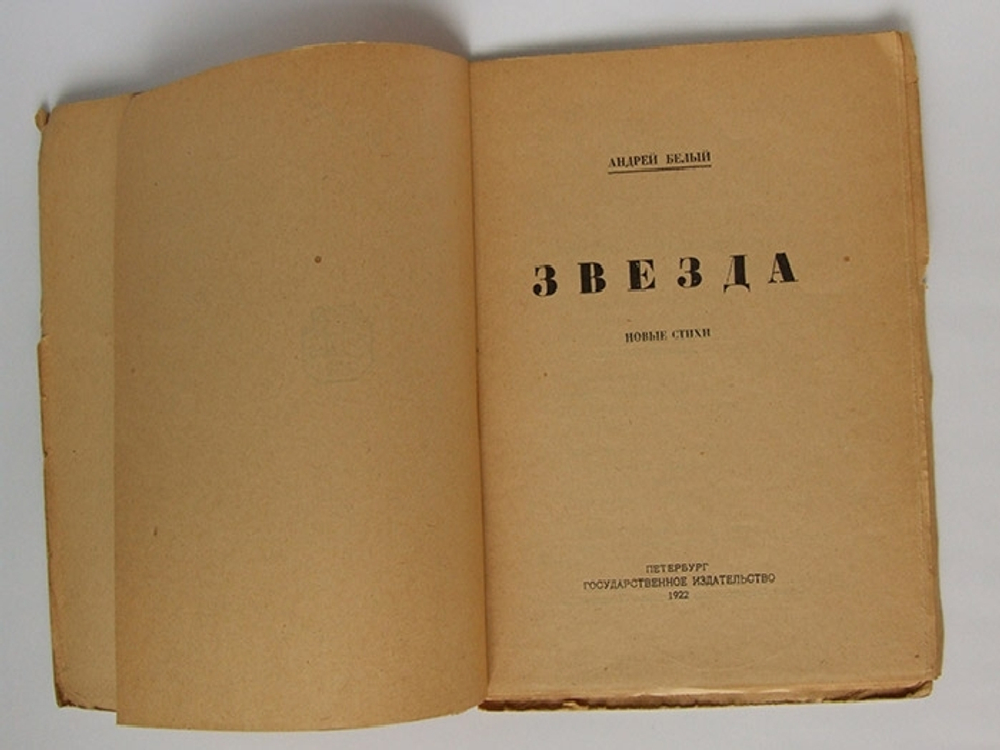 АНДРЕЙ БЕЛЫЙ
ЗВЕЗДА
НОВЫЕ СТИХИ
ПЕТЕРБУРГ
ГОСУДАРСТВЕННОЕ ИЗДАТЕЛЬСТВО
1922